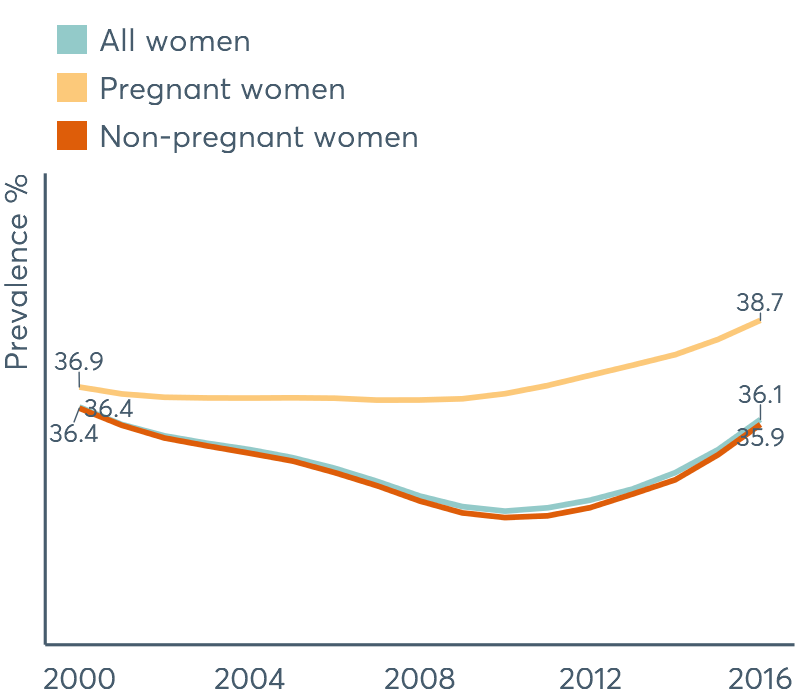 All women
Pregnant women
Non-pregnant women
Prevalence %
38.7
36.9
36.1
36.4
36.4
35.9
2000 2004 2008 2012 2016